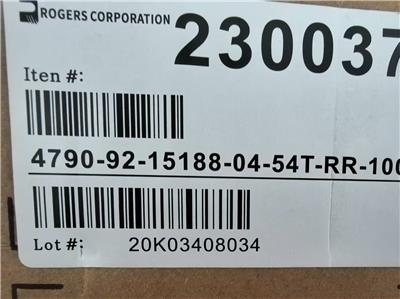 ROGERS CORPORATION
230037
Iten #:
4790-92-15188-04-54T-RR-100
Lot #:
20K03408034